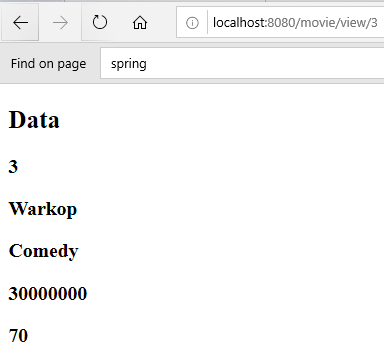 localhost:8080/movie/view/3
Find on page spring
Data
3
Warkop
Comedy
30000000
70